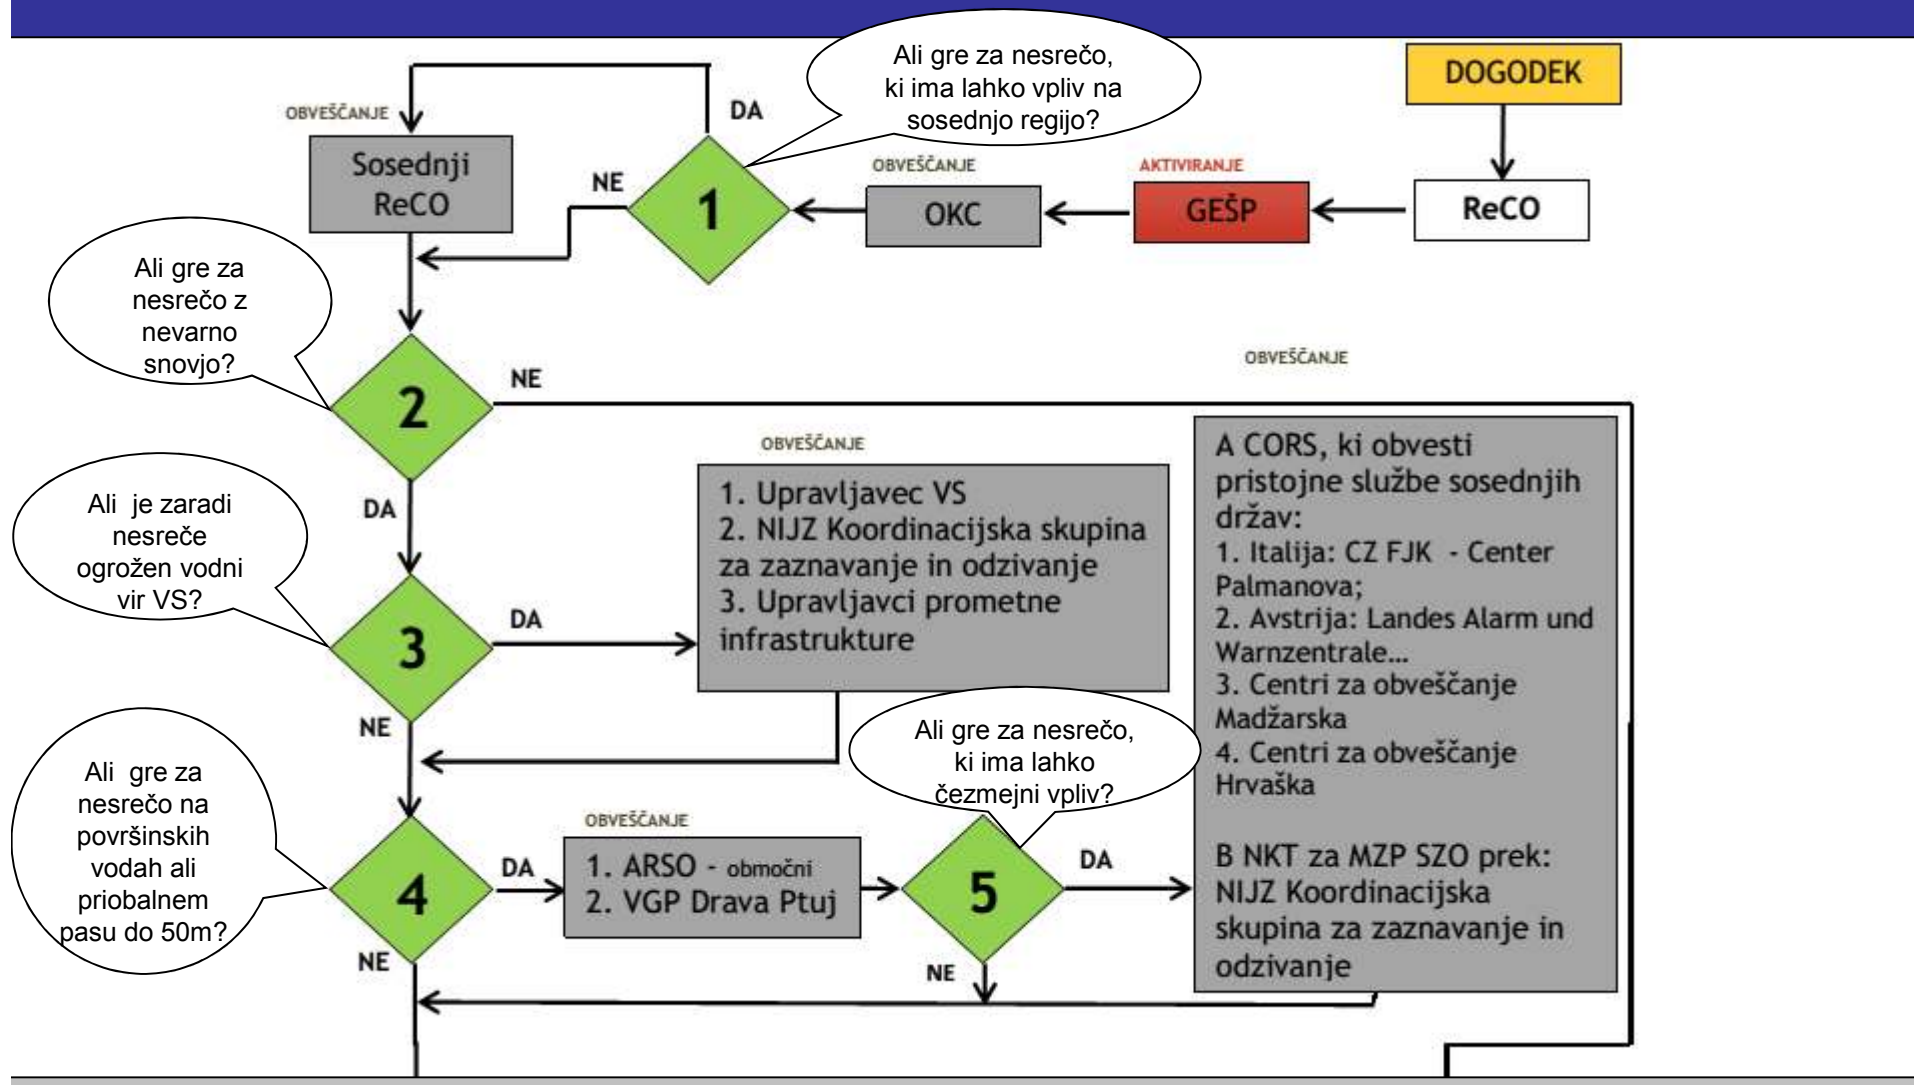 Ali gre za nesrečo,
ki ima lahko vpliv na
sosednjo regijo?
DOGODEK
DA
OBVEŠČANJE
Sosednji
ReCO
NE
1
OBVEŠČANJE
OKC
AKTIVIRANJE
GEŠP
ReCO
Ali gre za
nesrečo z
nevarno
snovjo?
2
NE
DA
OBVEŠČANJE
Ali  je zaradi
nesreče
ogrožen vodni
vir VS?
3
DA
NE
OBVEŠČANJE
1. Upravljavec VS
2. NIJZ Koordinacijska skupina
za zaznavanje in odzivanje
3. Upravljavci prometne
infrastrukture
Ali  gre za
nesrečo na
površinskih
vodah ali
priobalnem
pasu do 50m?
4
DA
NE
OBVEŠČANJE
1. ARSO - območni
2. VGP Drava Ptuj
Ali gre za nesrečo,
ki ima lahko
čezmejni vpliv?
5
DA
NE
A CORS, ki obvesti
pristojne službe sosednjih
držav:
1. Italija: CZ FJK  - Center
Palmanova;
2. Avstrija: Landes Alarm und
Warnzentrale…
3. Centri za obveščanje
Madžarska
4. Centri za obveščanje
Hrvaška
B NKT za MZP SZO prek:
NIJZ Koordinacijska
skupina za zaznavanje in
odzivanje